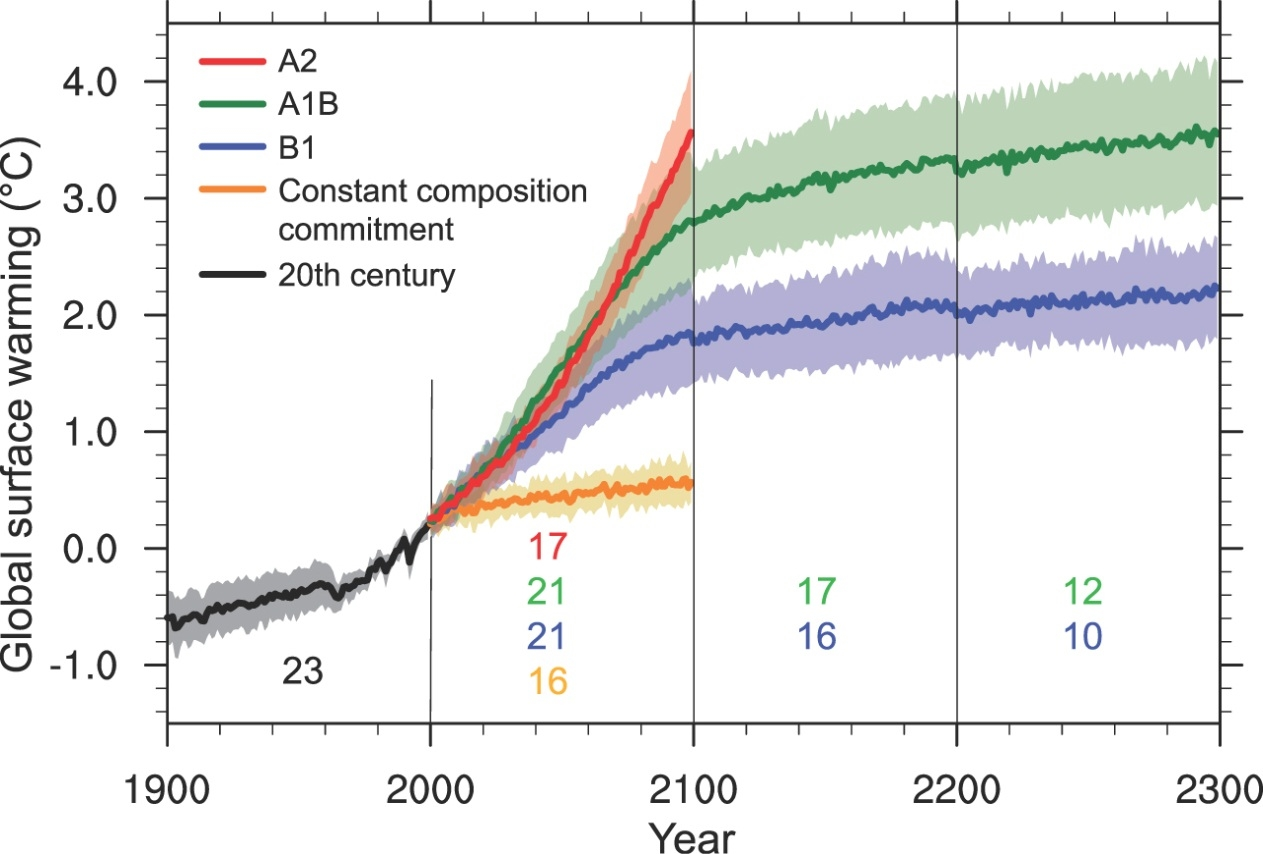 A2
A1B
B1
Constant composition
commitment
20th century
Global surface warming (°C)
4.0
3.0
2.0
1.0
0.0
-1.0
23
17
21
21
16
17
16
12
10
1900 2000 2100 2200 2300
Year